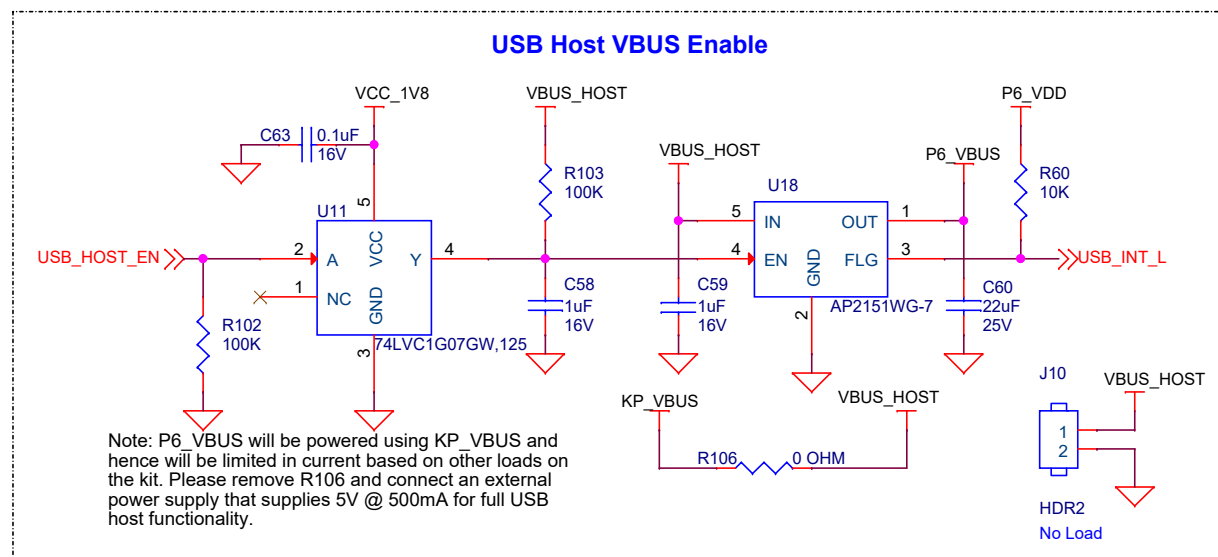 USB Host VBUS Enable
VCC_1V8
VBUS_HOST
P6_VDD
C63
0.1uF
16V
VBUS_HOST
P6_VBUS
R103
100K
R60
10K
U11
5
U18
USB_HOST_EN
2
A
VCC
Y
4
5
IN
OUT
1
4
EN
FLG
3
USB_INT_L
1
NC
GND
GND
C58
1uF
16V
C59
1uF
16V
2
AP2151WG-7
C60
22uF
25V
R102
100K
3
74LVC1G07GW,125
J10
VBUS_HOST
KP_VBUS
VBUS_HOST
1
2
R106
0 OHM
HDR2
No Load
Note: P6_VBUS will be powered using KP_VBUS and
hence will be limited in current based on other loads on
the kit. Please remove R106 and connect an external
power supply that supplies 5V @ 500mA for full USB
host functionality.